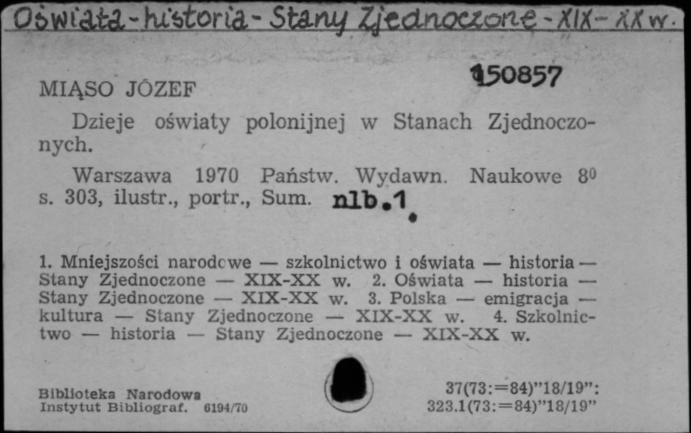 Oświata - historia - Stany Zjednoczone - XIX - XX w.
150857
MIĄSO JÓZEF
Dzieje oświaty polonijnej w Stanach Zjednoczo-
nych.
Warszawa 1970 Państw. Wydawn. Naukowe 8⁰
s. 303, ilustr., portr., Sum. nlb.1.
1. Mniejszości narodowe — szkolnictwo i oświata — historia —
Stany Zjednoczone — XIX-XX w. 2. Oświata — historia —
Stany Zjednoczone — XIX-XX w. 3. Polska — emigracja —
kultura — Stany Zjednoczone — XIX-XX w. 4. Szkolnic-
two — historia — Stany Zjednoczone — XIX-XX w.
Biblioteka Narodowa
Instytut Bibliograf. 6194/70
37(73:=84)"18/19":
323.1(73:=84)"18/19"